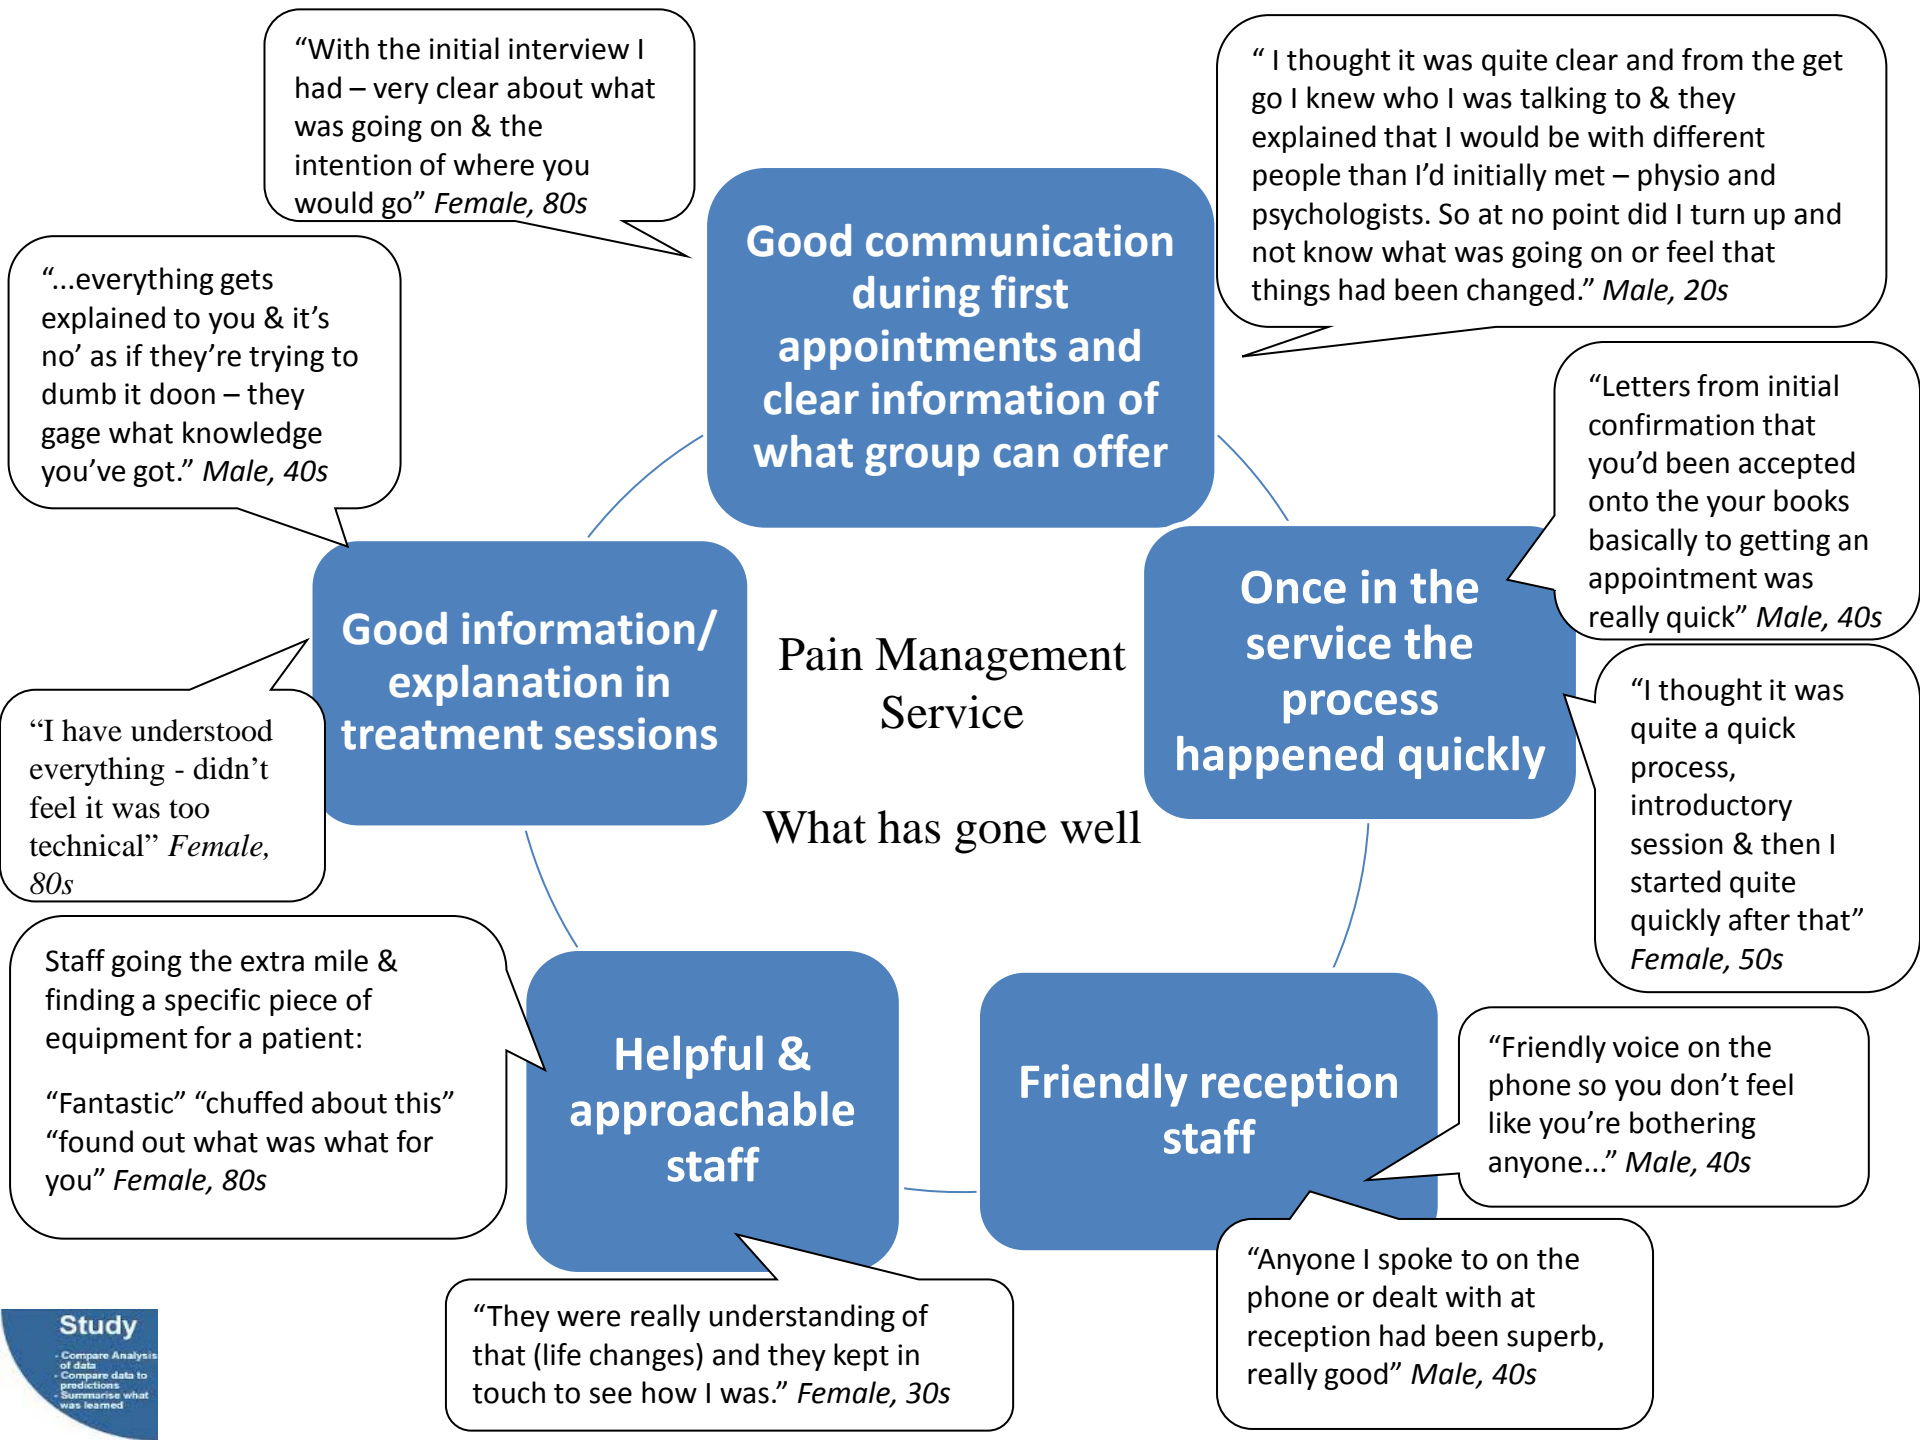 “With the initial interview I
had – very clear about what
was going on & the
intention of where you
would go” Female, 80s
“ I thought it was quite clear and from the get
go I knew who I was talking to & they
explained that I would be with different
people than I’d initially met – physio and
psychologists. So at no point did I turn up and
not know what was going on or feel that
things had been changed.” Male, 20s
Good communication
during first
appointments and
clear information of
what group can offer
“...everything gets
explained to you & it’s
no’ as if they’re trying to
dumb it doon – they
gage what knowledge
you’ve got.” Male, 40s
“Letters from initial
confirmation that
you’d been accepted
onto the your books
basically to getting an
appointment was
really quick” Male, 40s
Good information/
explanation in
treatment sessions
Pain Management
Service
What has gone well
Once in the
service the
process
happened quickly
“I have understood
everything - didn’t
feel it was too
technical” Female,
80s
“I thought it was
quite a quick
process,
introductory
session & then I
started quite
quickly after that”
Female, 50s
Staff going the extra mile &
finding a specific piece of
equipment for a patient:
“Fantastic” “chuffed about this”
“found out what was what for
you” Female, 80s
Helpful &
approachable
staff
Friendly reception
staff
“Friendly voice on the
phone so you don’t feel
like you’re bothering
anyone...” Male, 40s
“They were really understanding of
that (life changes) and they kept in
touch to see how I was.” Female, 30s
“Anyone I spoke to on the
phone or dealt with at
reception had been superb,
really good” Male, 40s
Study
- Compare Analysis
of data
- Compare data to
predictions
- Summarise what
was learned